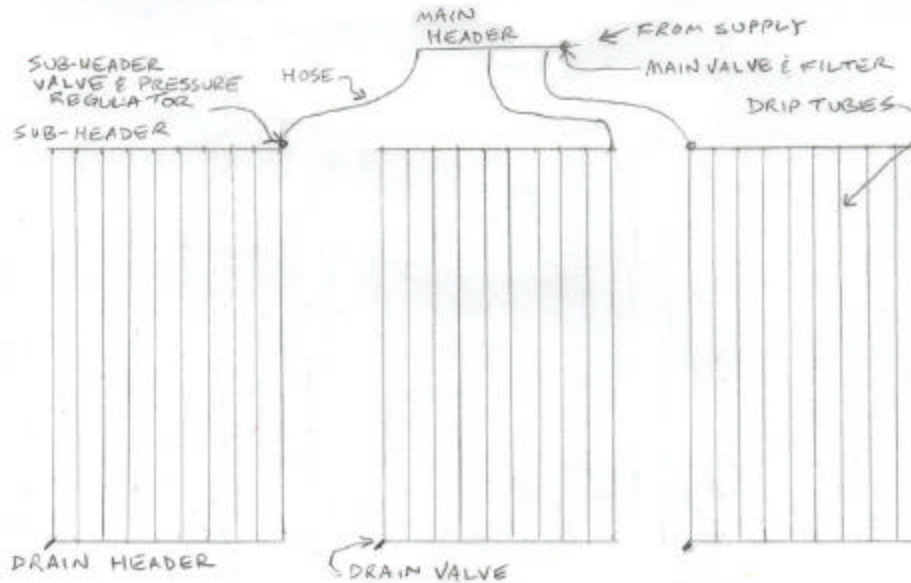 MAIN
HEADER
FROM SUPPLY
MAIN VALVE & FILTER
SUB-HEADER
VALVE & PRESSURE
REGULATOR
HOSE
DRIP TUBIES
SUB-HEADER
DRAIN HEADER
DRAIN VALVE